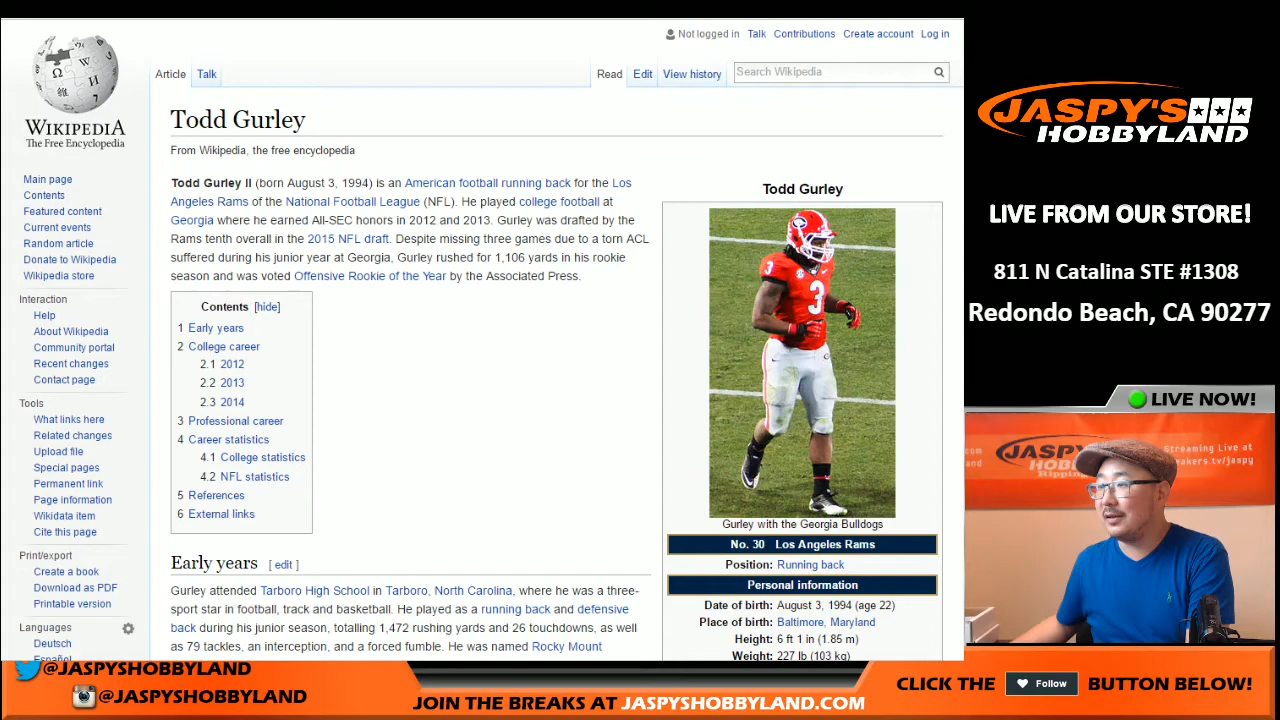 Not logged in Talk Contributions Create account Log in
Article Talk
Read Edit View history Search Wikipedia
WIKIPEDIA
The Free Encyclopedia
Main page
Contents
Featured content
Current events
Random article
Donate to Wikipedia
Wikipedia store
Interaction
Help
About Wikipedia
Community portal
Recent changes
Contact page
Tools
What links here
Related changes
Upload file
Special pages
Permanent link
Page information
Wikidata item
Cite this page
Print/export
Create a book
Download as PDF
Printable version
Languages
Deutsch
Español
Todd Gurley
From Wikipedia, the free encyclopedia
Todd Gurley II (born August 3, 1994) is an American football running back for the Los
Angeles Rams of the National Football League (NFL). He played college football at
Georgia where he earned All-SEC honors in 2012 and 2013. Gurley was drafted by the
Rams tenth overall in the 2015 NFL draft. Despite missing three games due to a torn ACL
suffered during his junior year at Georgia, Gurley rushed for 1,106 yards in his rookie
season and was voted Offensive Rookie of the Year by the Associated Press.
Contents [hide]
1 Early years
2 College career
2.1 2012
2.2 2013
2.3 2014
3 Professional career
4 Career statistics
4.1 College statistics
4.2 NFL statistics
5 References
6 External links
Early years [ edit ]
Gurley attended Tarboro High School in Tarboro, North Carolina, where he was a three-
sport star in football, track and basketball. He played as a running back and defensive
back during his junior season, totalling 1,472 rushing yards and 26 touchdowns, as well
as 79 tackles, an interception, and a forced fumble. He was named Rocky Mount
Todd Gurley
3
3
Gurley with the Georgia Bulldogs
No. 30 Los Angeles Rams
Position: Running back
Personal information
Date of birth: August 3, 1994 (age 22)
Place of birth: Baltimore, Maryland
Height: 6 ft 1 in (1.85 m)
Weight: 227 lb (103 kg)
JASPY'S
HOBBYLAND
LIVE FROM OUR STORE!
811 N Catalina STE #1308
Redondo Beach, CA 90277
LIVE NOW!
Streaming Live at
@JASPYSHOBBYLAND
@JASPYSHOBBYLAND
JOIN THE BREAKS AT JASPYSHOBBYLAND.COM
CLICK THE Follow BUTTON BELOW!